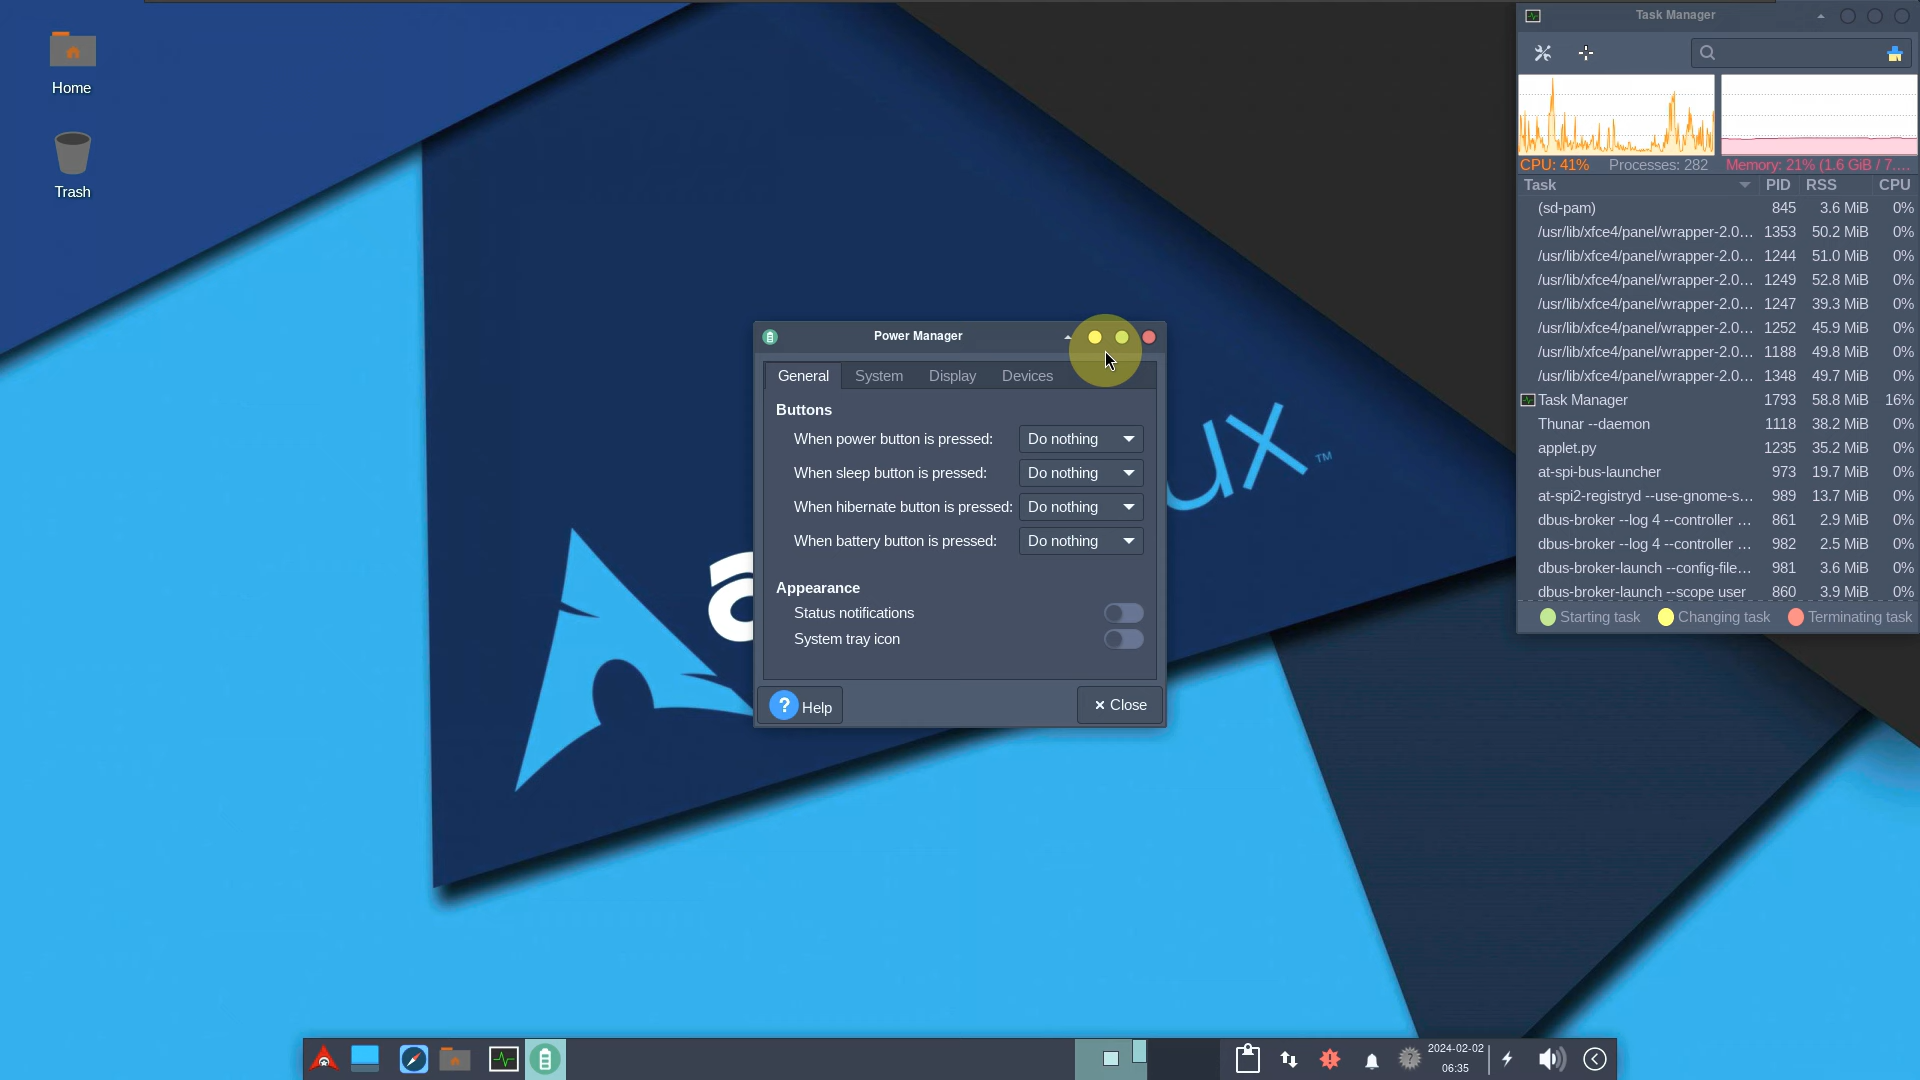 Home
Trash
a
ux
™
Power Manager
General System Display Devices
Buttons
When power button is pressed: Do nothing
When sleep button is pressed: Do nothing
When hibernate button is pressed: Do nothing
When battery button is pressed: Do nothing
Appearance
Status notifications
System tray icon
? Help
× Close
Task Manager
CPU: 41% Processes: 282 Memory: 21% (1.6 GiB / 7....
Task PID RSS CPU
(sd-pam) 845 3.6 MiB 0%
/usr/lib/xfce4/panel/wrapper-2.0... 1353 50.2 MiB 0%
/usr/lib/xfce4/panel/wrapper-2.0... 1244 51.0 MiB 0%
/usr/lib/xfce4/panel/wrapper-2.0... 1249 52.8 MiB 0%
/usr/lib/xfce4/panel/wrapper-2.0... 1247 39.3 MiB 0%
/usr/lib/xfce4/panel/wrapper-2.0... 1252 45.9 MiB 0%
/usr/lib/xfce4/panel/wrapper-2.0... 1188 49.8 MiB 0%
/usr/lib/xfce4/panel/wrapper-2.0... 1348 49.7 MiB 0%
Task Manager 1793 58.8 MiB 16%
Thunar --daemon 1118 38.2 MiB 0%
applet.py 1235 35.2 MiB 0%
at-spi-bus-launcher 973 19.7 MiB 0%
at-spi2-registryd --use-gnome-s... 989 13.7 MiB 0%
dbus-broker --log 4 --controller ... 861 2.9 MiB 0%
dbus-broker --log 4 --controller ... 982 2.5 MiB 0%
dbus-broker-launch --config-file... 981 3.6 MiB 0%
dbus-broker-launch --scope user 860 3.9 MiB 0%
Starting task Changing task Terminating task
2024-02-02
06:35